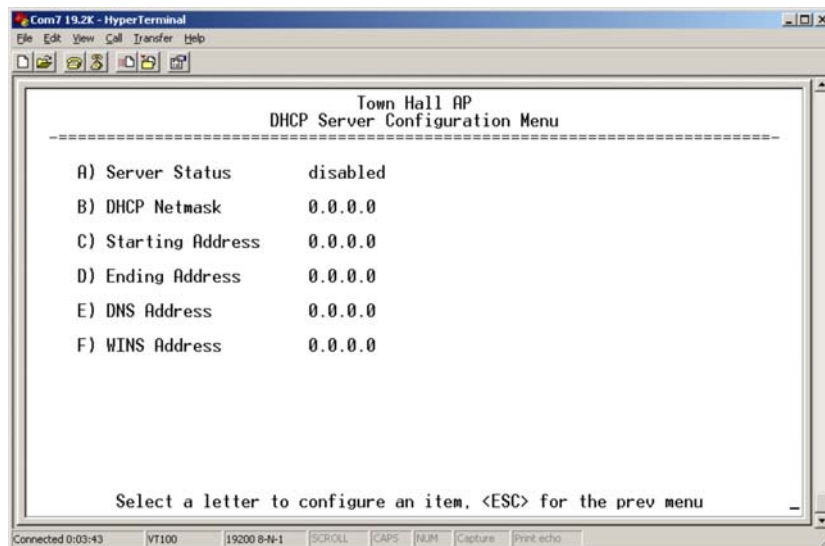 Com7 19.2K - HyperTerminal
File Edit View Call Transfer Help
Town Hall AP
DHCP Server Configuration Menu
-==========================================================================-
A) Server Status disabled
B) DHCP Netmask 0.0.0.0
C) Starting Address 0.0.0.0
D) Ending Address 0.0.0.0
E) DNS Address 0.0.0.0
F) WINS Address 0.0.0.0
Select a letter to configure an item, <ESC> for the prev menu
Connected 0:03:43 VT100 19200 8-N-1 SCROLL CAPS NUM Capture Print echo